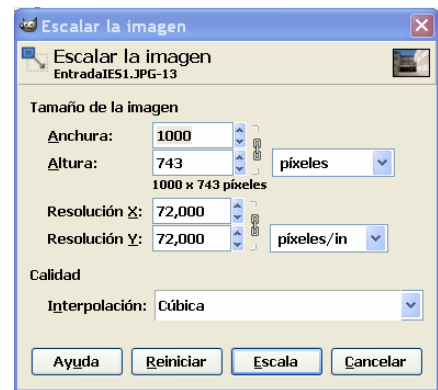 Escalar la imagen
Escalar la imagen
EntradaIES1.JPG-13
Tamaño de la imagen
Anchura: 1000
Altura: 743 píxeles
1000 x 743 píxeles
Resolución X: 72,000
Resolución Y: 72,000 píxeles/in
Calidad
Interpolación: Cúbica
Ayuda Reiniciar Escala Cancelar